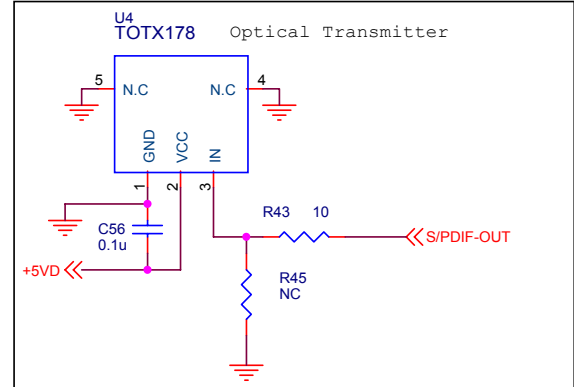 U4
TOTX178 Optical Transmitter
5 N.C N.C 4
GND VCC IN
1 2 3
R43 10
C56
0.1u
S/PDIF-OUT
+5VD
R45
NC